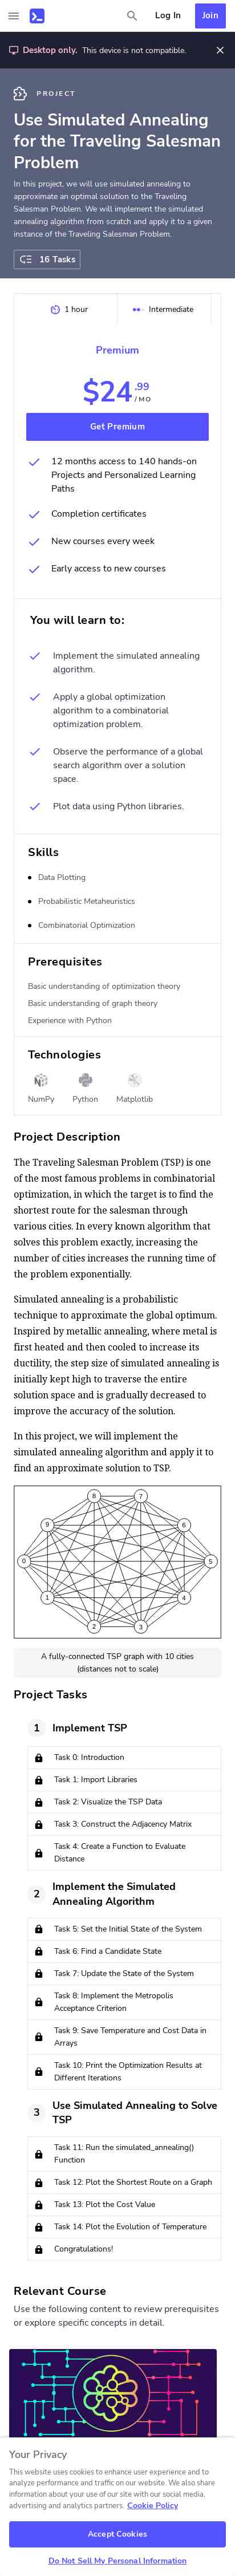 Log In
Join
Desktop only. This device is not compatible.
PROJECT
Use Simulated Annealing
for the Traveling Salesman
Problem
In this project, we will use simulated annealing to
approximate an optimal solution to the Traveling
Salesman Problem. We will implement the simulated
annealing algorithm from scratch and apply it to a given
instance of the Traveling Salesman Problem.
16 Tasks
1 hour
Intermediate
Premium
$24 .99
/MO
Get Premium
12 months access to 140 hands-on
Projects and Personalized Learning
Paths
Completion certificates
New courses every week
Early access to new courses
You will learn to:
Implement the simulated annealing
algorithm.
Apply a global optimization
algorithm to a combinatorial
optimization problem.
Observe the performance of a global
search algorithm over a solution
space.
Plot data using Python libraries.
Skills
Data Plotting
Probabilistic Metaheuristics
Combinatorial Optimization
Prerequisites
Basic understanding of optimization theory
Basic understanding of graph theory
Experience with Python
Technologies
NumPy
Python
Matplotlib
Project Description
The Traveling Salesman Problem (TSP) is one
of the most famous problems in combinatorial
optimization, in which the target is to find the
shortest route for the salesman through
various cities. In every known algorithm that
solves this problem exactly, increasing the
number of cities increases the running time of
the problem exponentially.
Simulated annealing is a probabilistic
technique to approximate the global optimum.
Inspired by metallic annealing, where metal is
first heated and then cooled to increase its
ductility, the step size of simulated annealing is
initially kept high to traverse the entire
solution space and is gradually decreased to
improve the accuracy of the solution.
In this project, we will implement the
simulated annealing algorithm and apply it to
find an approximate solution to TSP.
8
7
9
6
0
5
1
4
2
3
A fully-connected TSP graph with 10 cities
(distances not to scale)
Project Tasks
1
Implement TSP
Task 0: Introduction
Task 1: Import Libraries
Task 2: Visualize the TSP Data
Task 3: Construct the Adjacency Matrix
Task 4: Create a Function to Evaluate
Distance
2
Implement the Simulated
Annealing Algorithm
Task 5: Set the Initial State of the System
Task 6: Find a Candidate State
Task 7: Update the State of the System
Task 8: Implement the Metropolis
Acceptance Criterion
Task 9: Save Temperature and Cost Data in
Arrays
Task 10: Print the Optimization Results at
Different Iterations
3
Use Simulated Annealing to Solve
TSP
Task 11: Run the simulated_annealing()
Function
Task 12: Plot the Shortest Route on a Graph
Task 13: Plot the Cost Value
Task 14: Plot the Evolution of Temperature
Congratulations!
Relevant Course
Use the following content to review prerequisites
or explore specific concepts in detail.
Your Privacy
This website uses cookies to enhance user experience and to
analyze performance and traffic on our website. We also share
information about your use of our site with our social media,
advertising and analytics partners. Cookie Policy
Accept Cookies
Do Not Sell My Personal Information